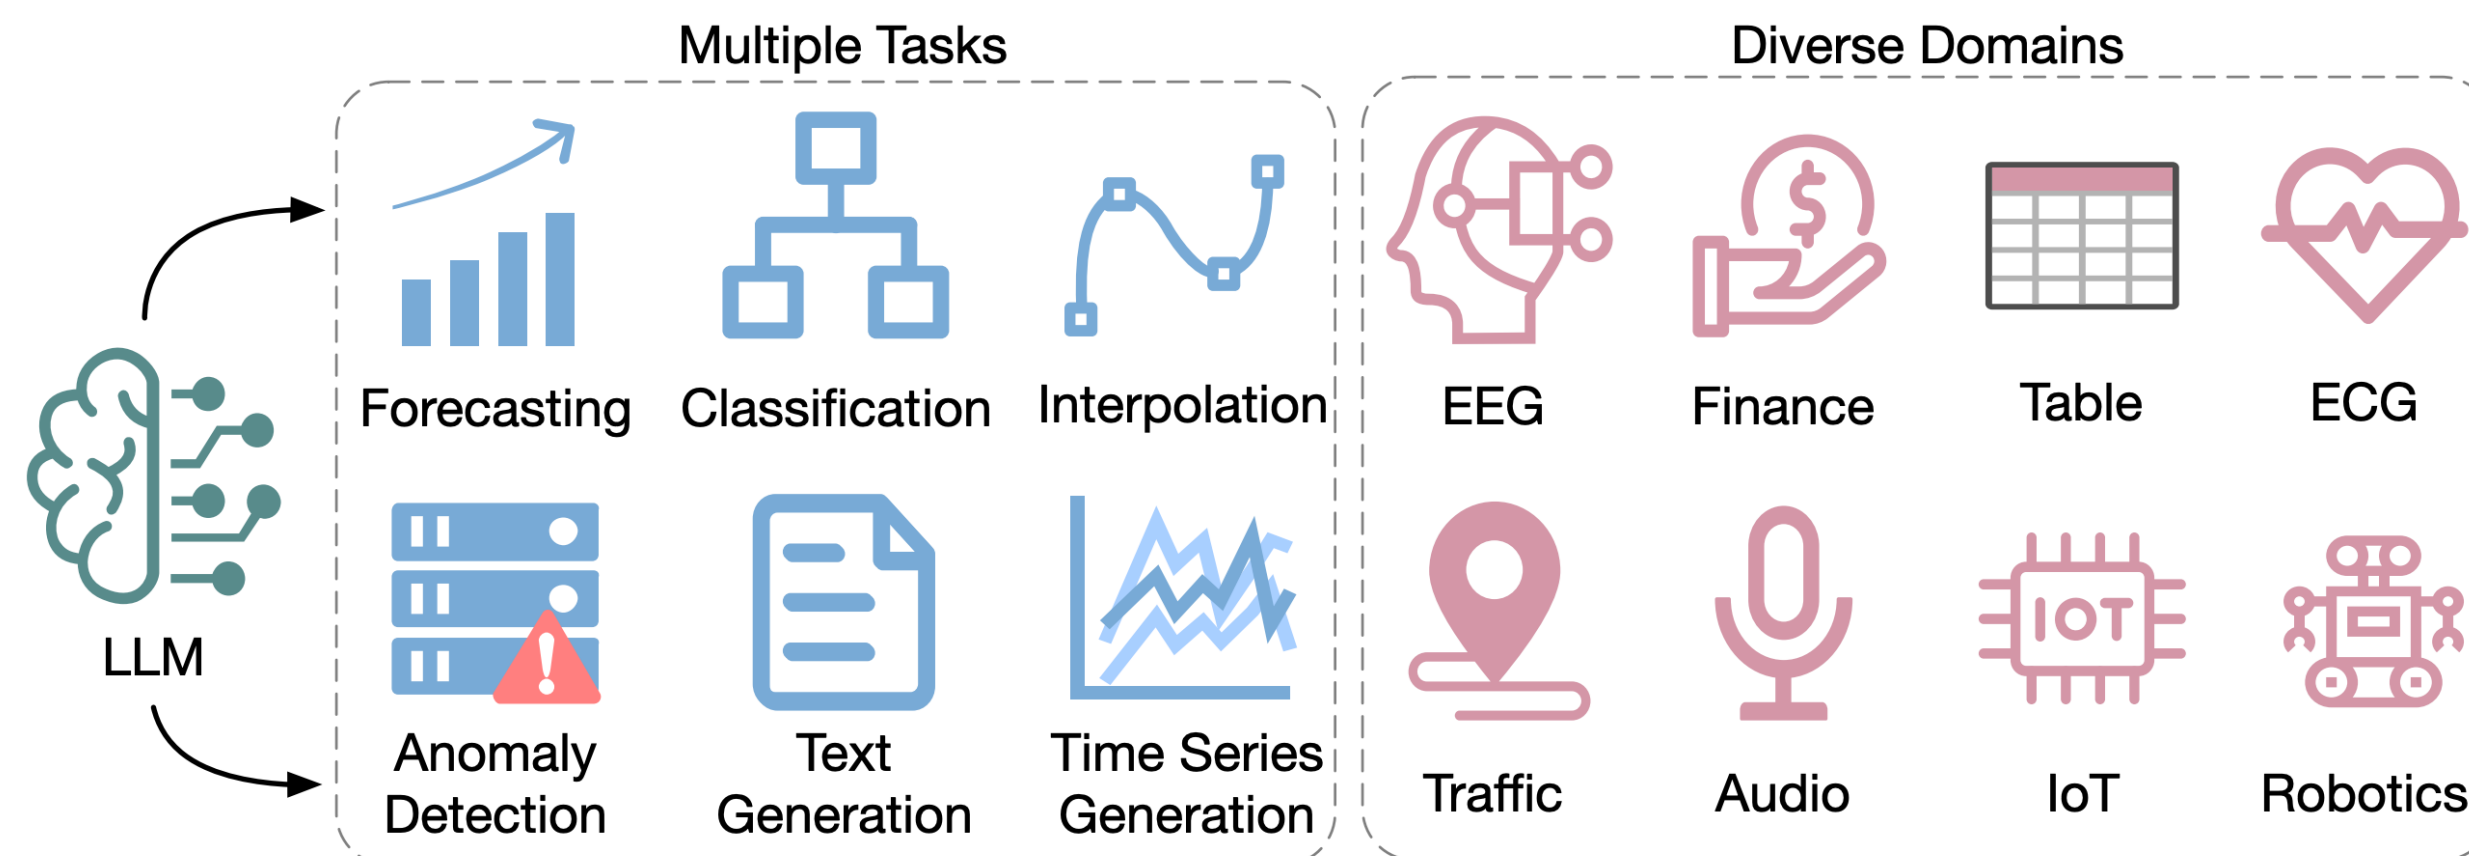 Multiple Tasks
Diverse Domains
LLM
Forecasting
Classification
Interpolation
Anomaly
Detection
Text
Generation
Time Series
Generation
EEG
Finance
Table
ECG
Traffic
Audio
IOT
IoT
Robotics